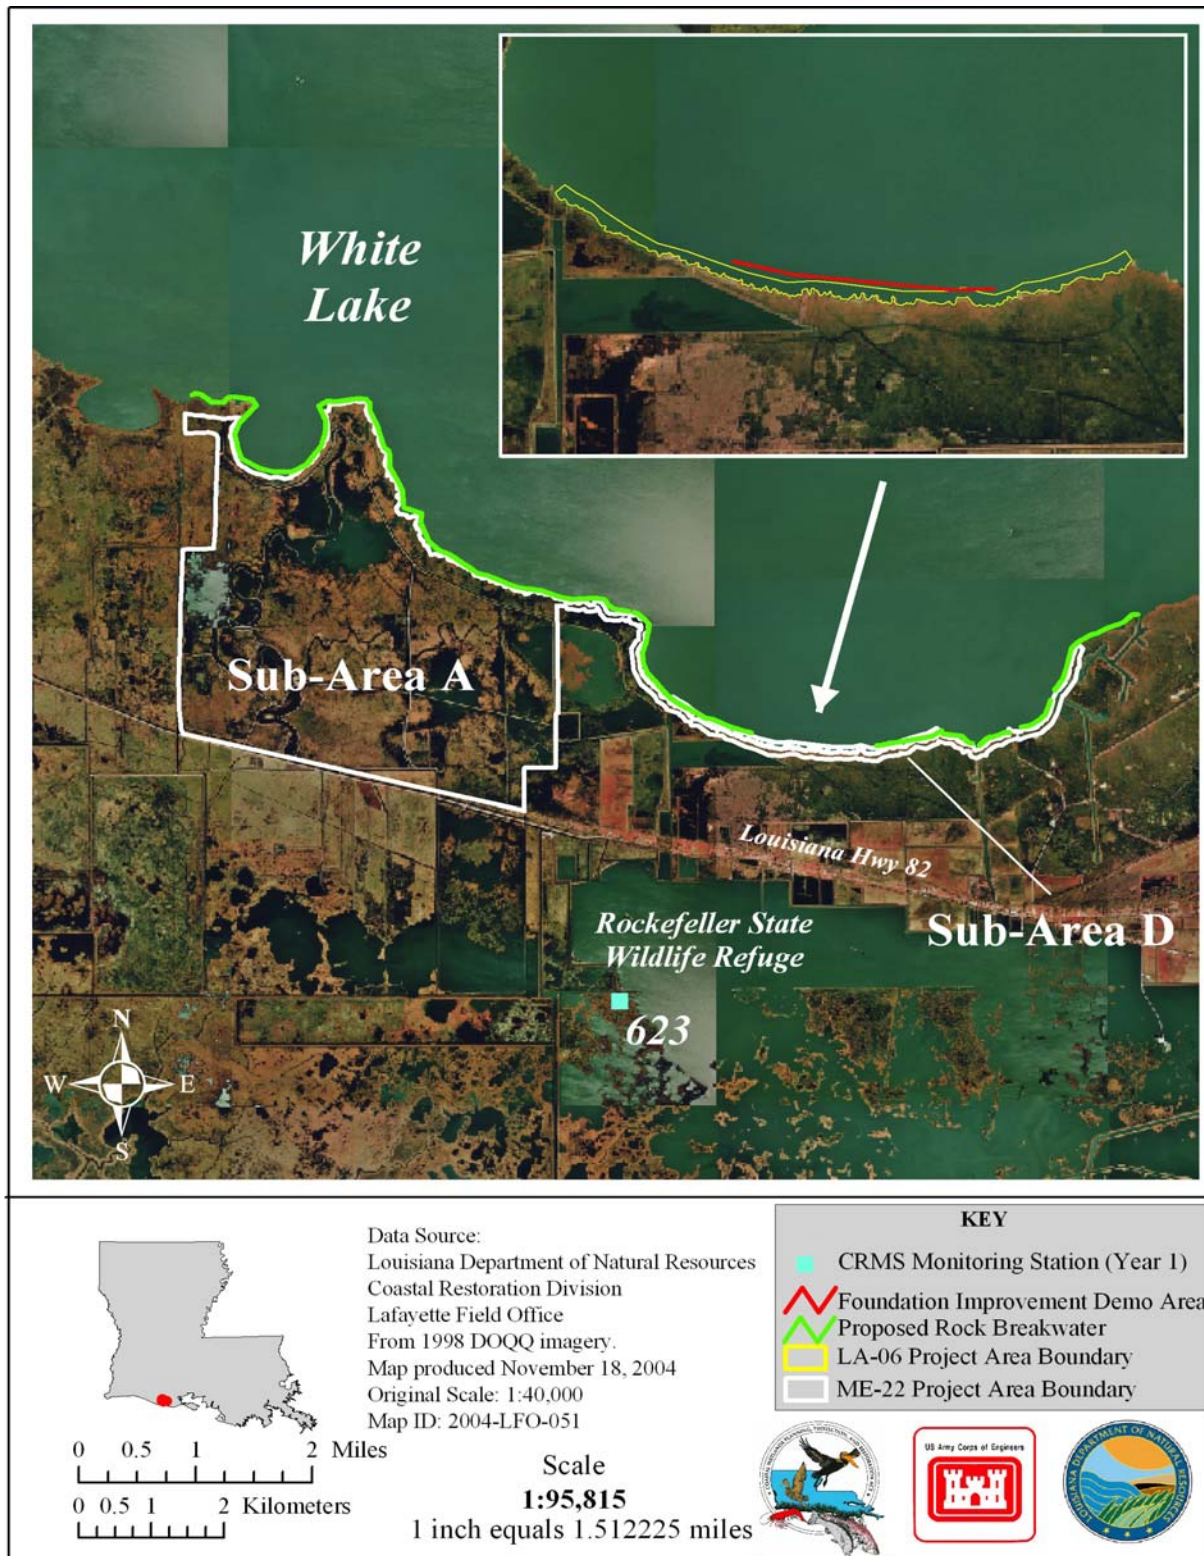 White
Lake
Sub-Area A
Louisiana Hwy 82
Rockefeller State
Wildlife Refuge
Sub-Area D
623
N
W E
S
Data Source:
Louisiana Department of Natural Resources
Coastal Restoration Division
Lafayette Field Office
From 1998 DOQQ imagery.
Map produced November 18, 2004
Original Scale: 1:40,000
Map ID: 2004-LFO-051
0 0.5 1 2 Miles
0 0.5 1 2 Kilometers
Scale
1:95,815
1 inch equals 1.512225 miles
KEY
CRMS Monitoring Station (Year 1)
Foundation Improvement Demo Area
Proposed Rock Breakwater
LA-06 Project Area Boundary
ME-22 Project Area Boundary
US Army Corps of Engineers
LOUISIANA DEPARTMENT OF NATURAL RESOURCES